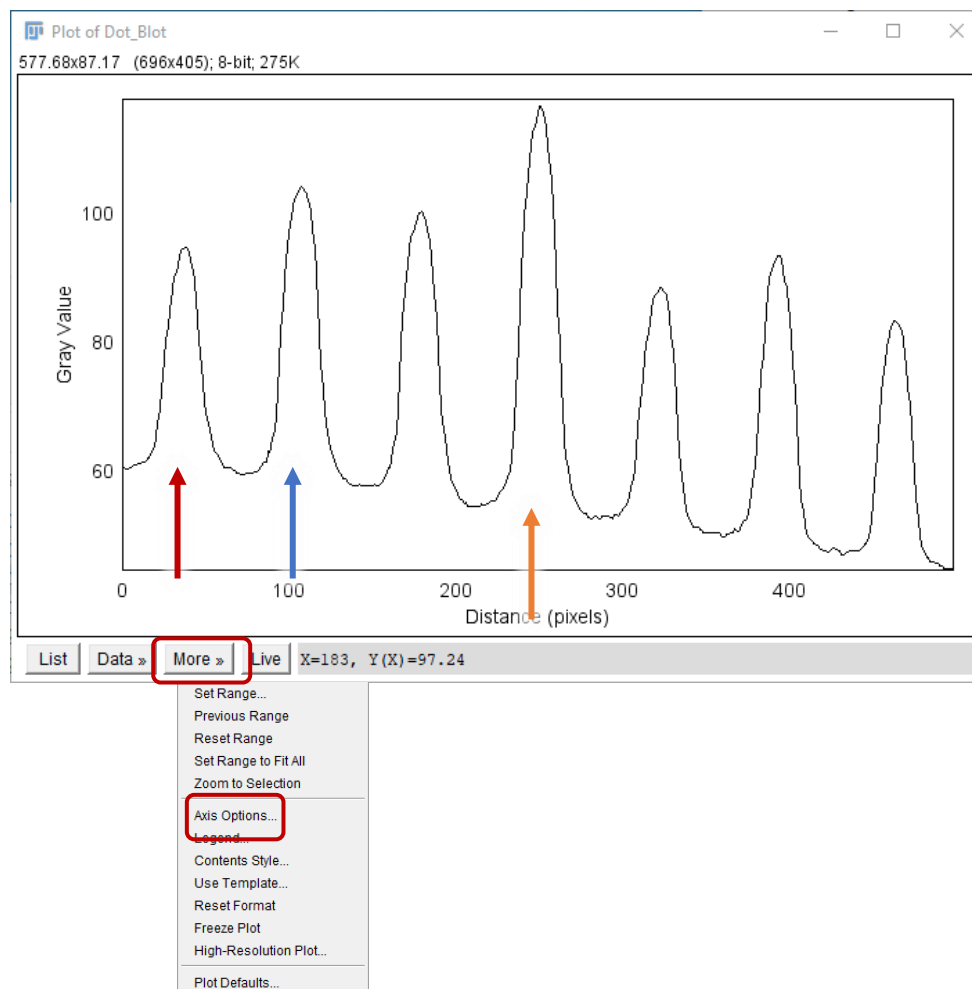 Plot of Dot_Blot
577.68x87.17 (696x405); 8-bit; 275K
100
80
60
Gray Value
0 100 200 300 400
Distance (pixels)
List Data » More » Live X=183, Y(X)=97.24
Set Range...
Previous Range
Reset Range
Set Range to Fit All
Zoom to Selection
Axis Options...
Legend...
Contents Style...
Use Template...
Reset Format
Freeze Plot
High-Resolution Plot...
Plot Defaults...